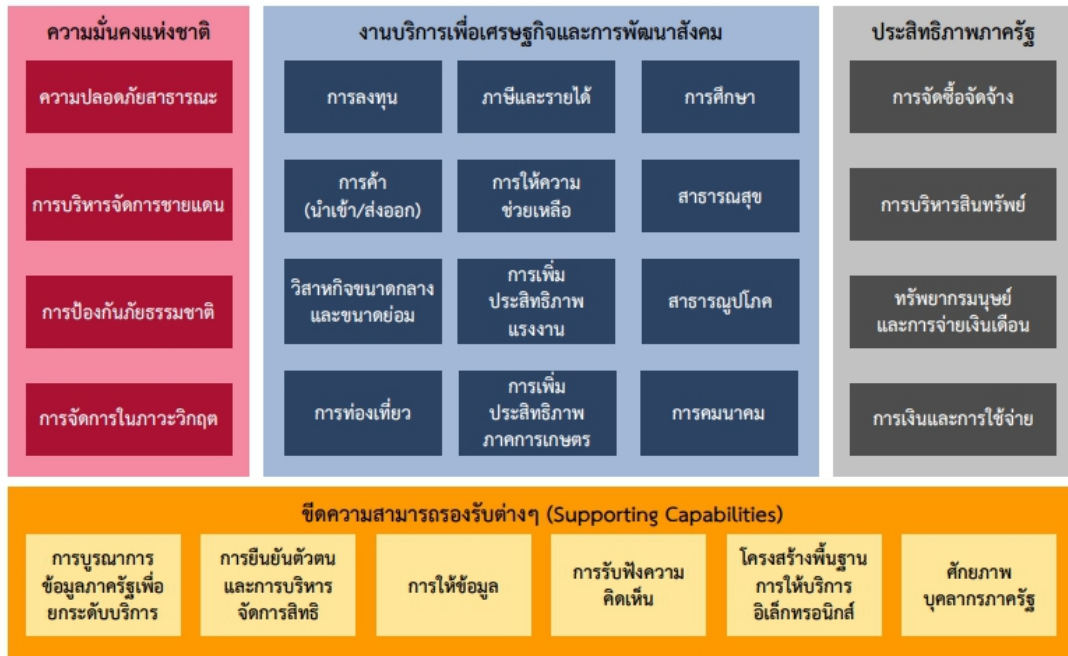 ความมั่นคงแห่งชาติ
ความปลอดภัยสาธารณะ
การบริหารจัดการชายแดน
การป้องกันภัยธรรมชาติ
การจัดการในภาวะวิกฤต
งานบริการเพื่อเศรษฐกิจและการพัฒนาสังคม
การลงทุน
ภาษีและรายได้
การศึกษา
การค้า
(นำเข้า/ส่งออก)
การให้ความ
ช่วยเหลือ
สาธารณสุข
วิสาหกิจขนาดกลาง
และขนาดย่อม
การเพิ่ม
ประสิทธิภาพ
แรงงาน
สาธารณูปโภค
การท่องเที่ยว
การเพิ่ม
ประสิทธิภาพ
ภาคการเกษตร
การคมนาคม
ประสิทธิภาพภาครัฐ
การจัดซื้อจัดจ้าง
การบริหารสินทรัพย์
ทรัพยากรมนุษย์
และการจ่ายเงินเดือน
การเงินและการใช้จ่าย
ขีดความสามารถรองรับต่างๆ (Supporting Capabilities)
การบูรณาการ
ข้อมูลภาครัฐเพื่อ
ยกระดับบริการ
การยืนยันตัวตน
และการบริหาร
จัดการสิทธิ
การให้ข้อมูล
การรับฟังความ
คิดเห็น
โครงสร้างพื้นฐาน
การให้บริการ
อิเล็กทรอนิกส์
ศักยภาพ
บุคลากรภาครัฐ